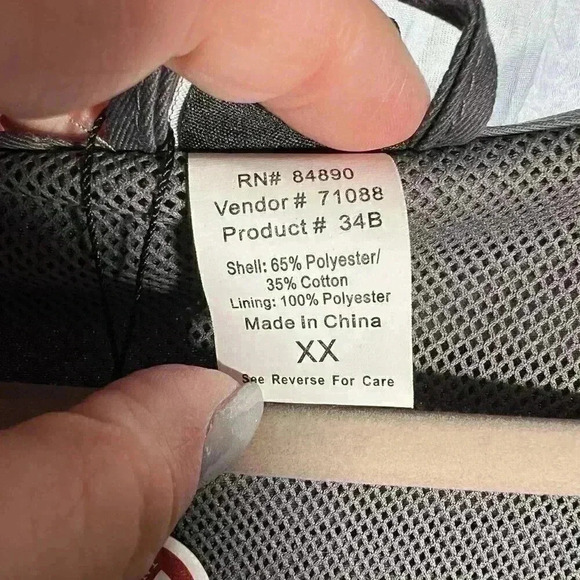 RN# 84890
Vendor# 71088
Product# 34B
Shell: 65% Polyester/
35% Cotton
Lining: 100% Polyester
Made in China
XX
See Reverse For Care